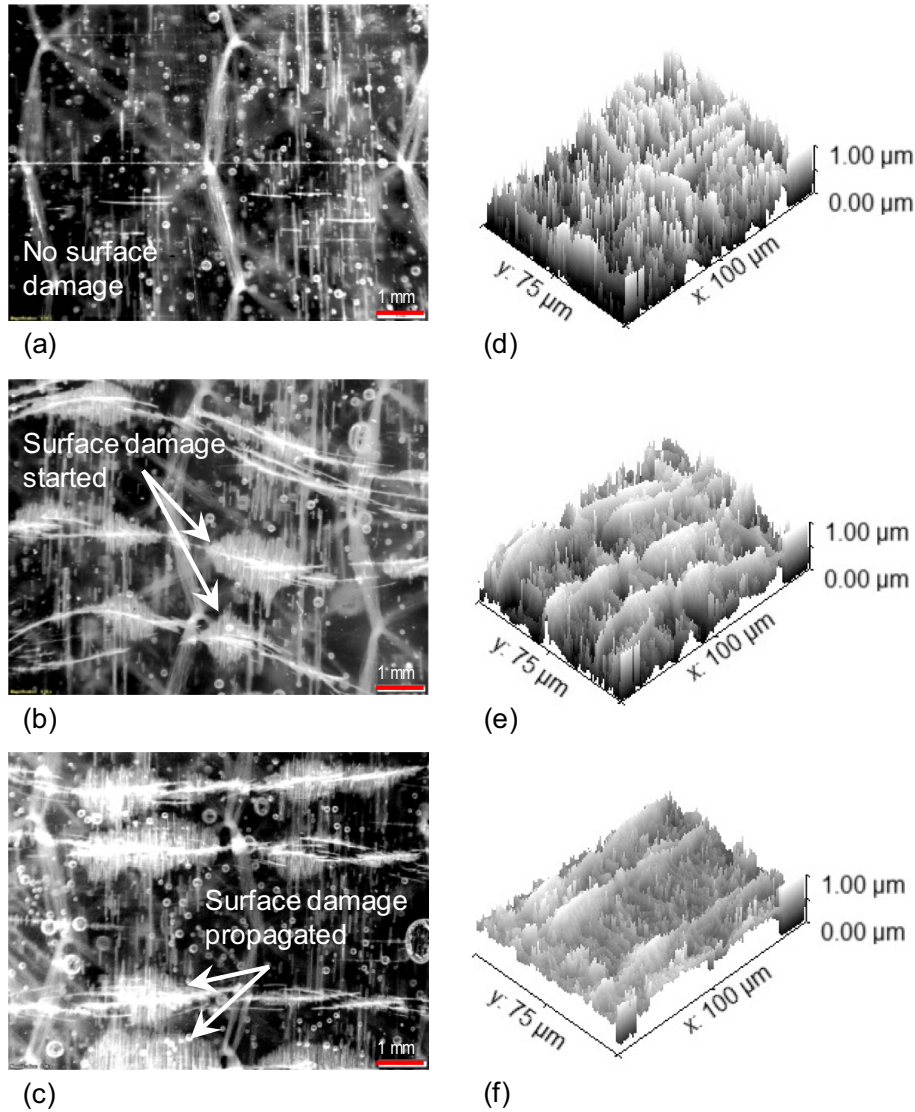 No surface
damage
1 mm
(a)
1.00 µm
0.00 µm
y: 75 µm
x: 100 µm
(d)
Surface damage
started
1 mm
(b)
1.00 µm
0.00 µm
y: 75 µm
x: 100 µm
(e)
Surface damage
propagated
1 mm
(c)
1.00 µm
0.00 µm
y: 75 µm
x: 100 µm
(f)